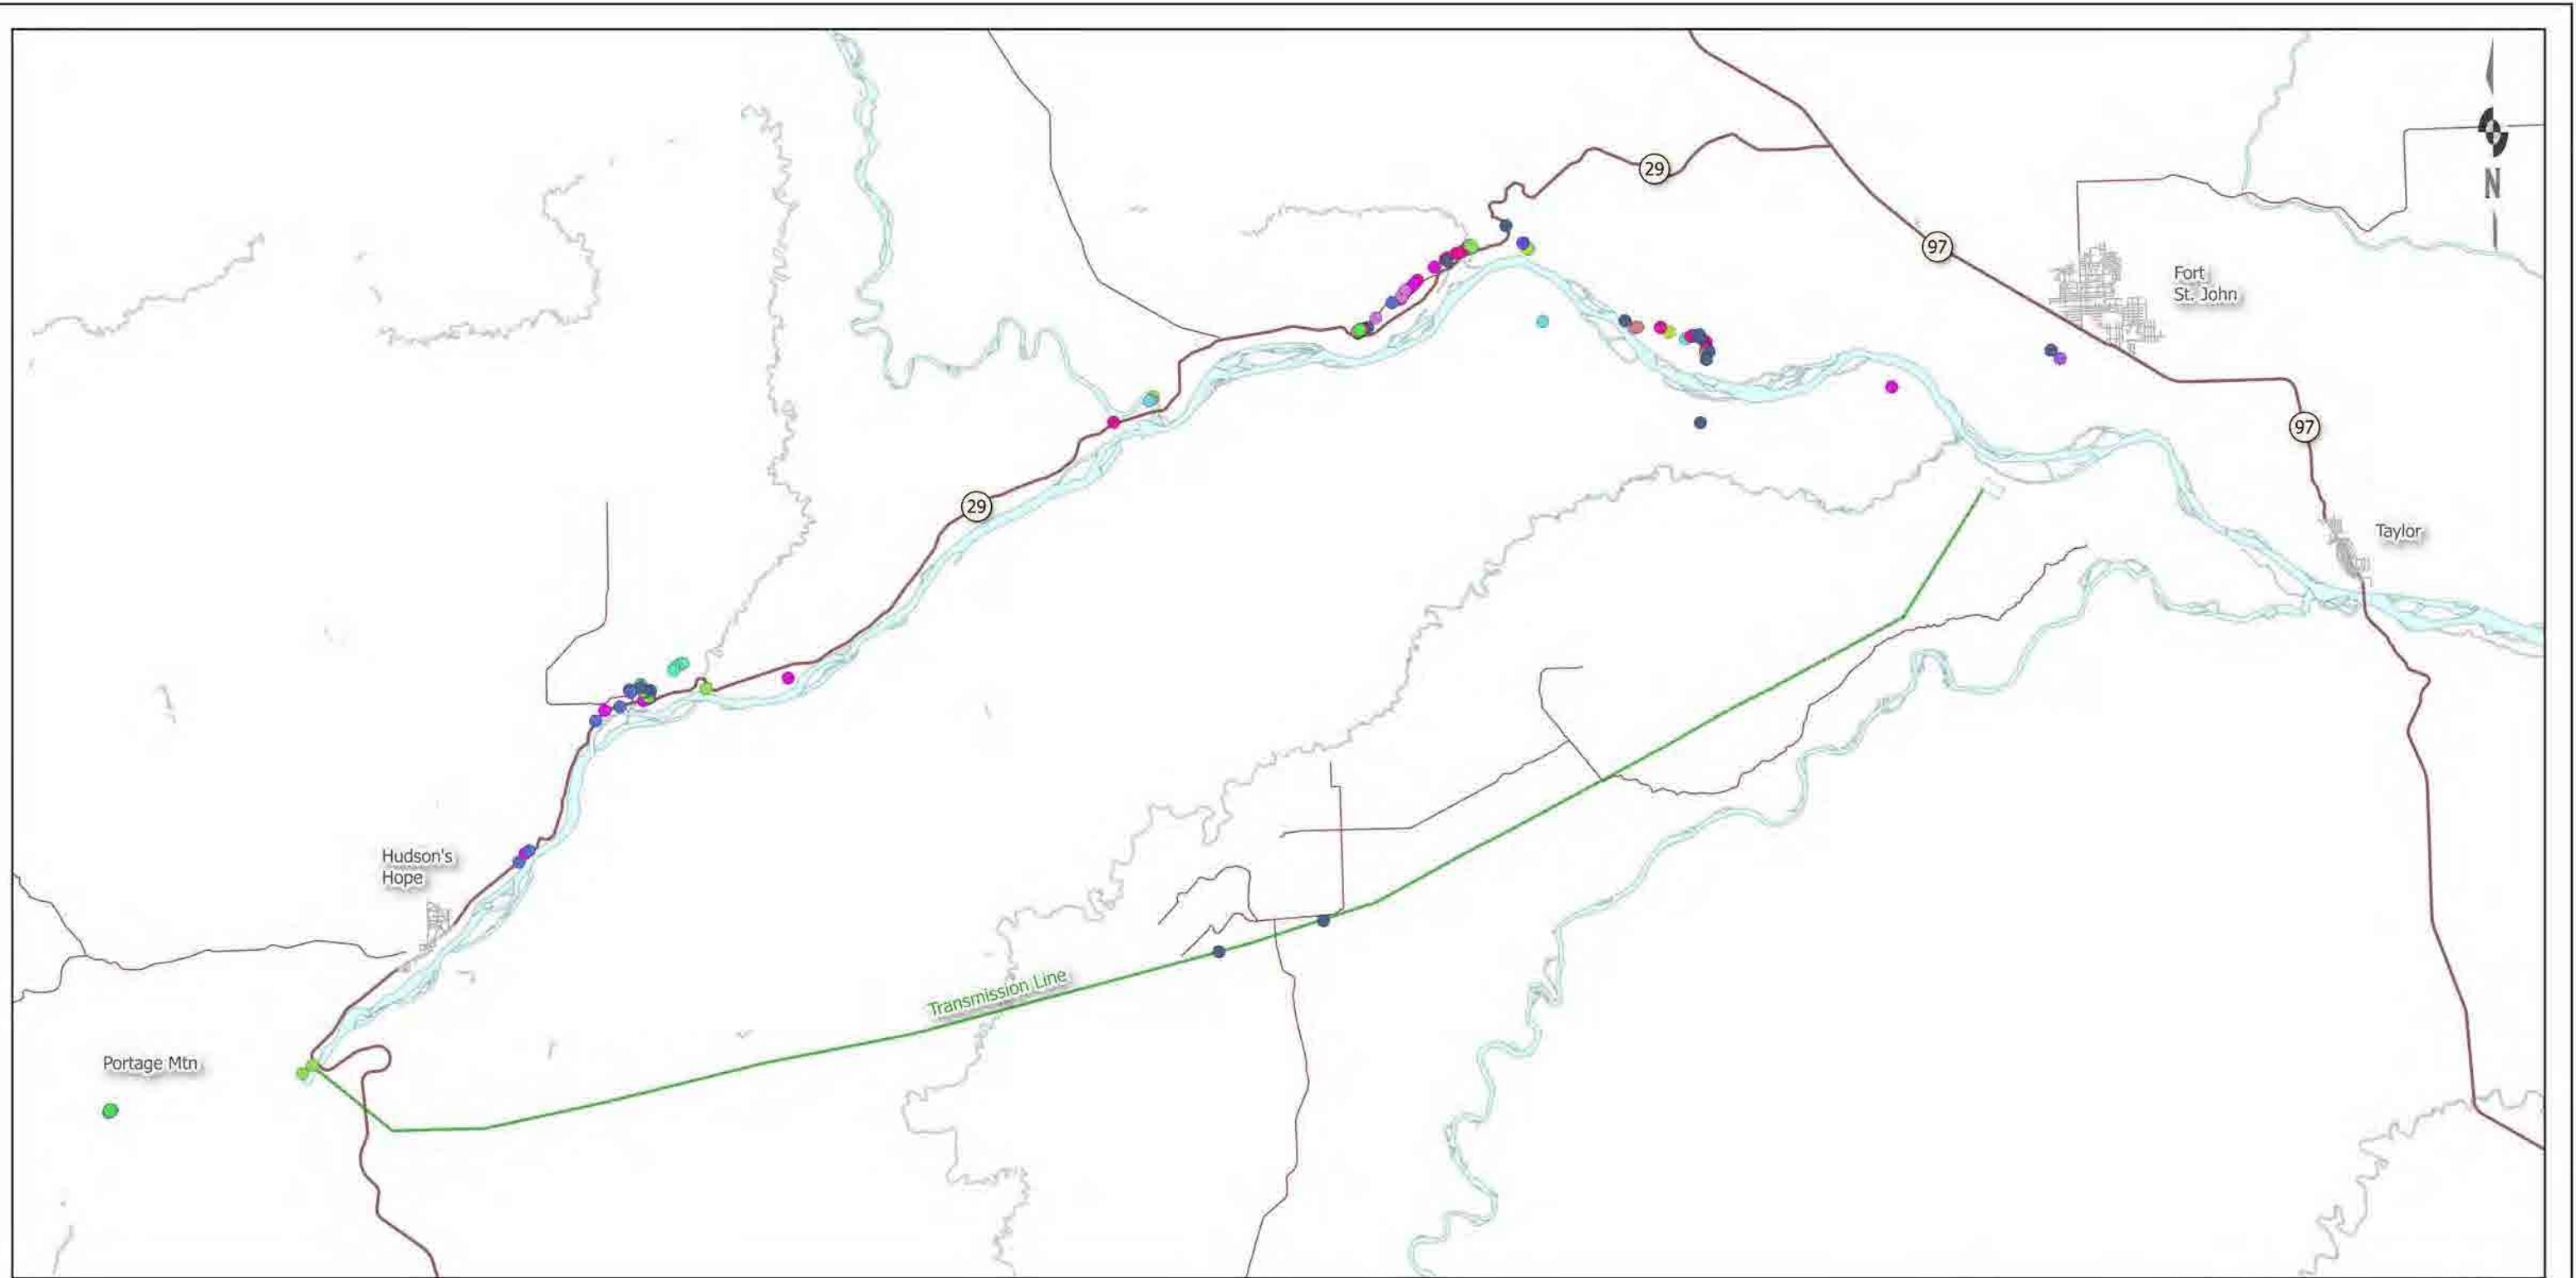 29
97
N
Fort
St. John
97
29
Taylor
Hudson's
Hope
Transmission Line
Portage Mtn